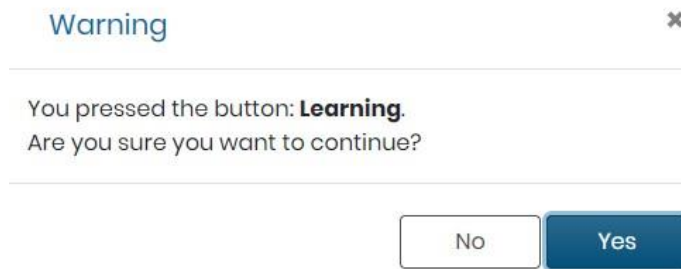 Warning
You pressed the button: Learning.
Are you sure you want to continue?
No Yes